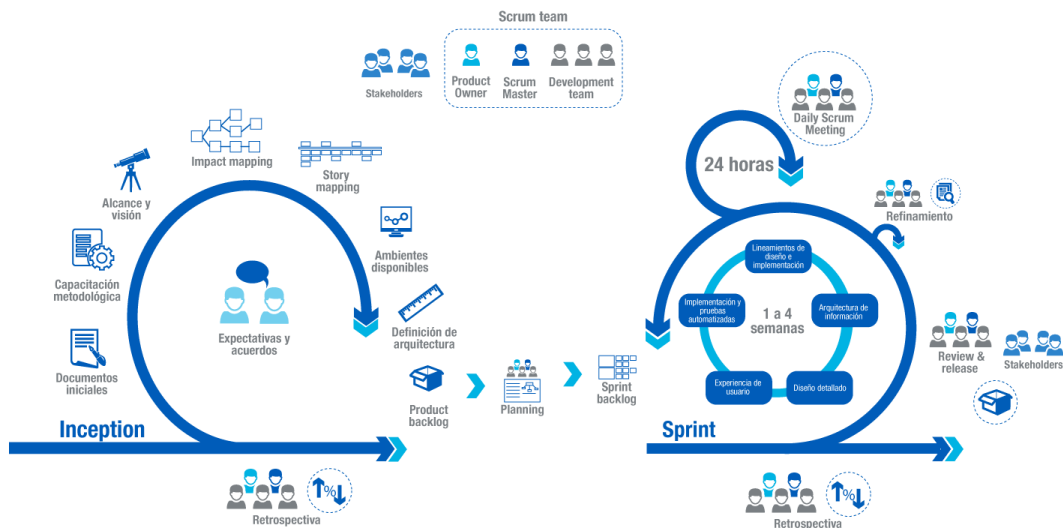 Scrum team
Stakeholders
Product
Owner
Scrum
Master
Development
team
Impact mapping
Story
mapping
Alcance y
visión
Ambientes
disponibles
Capacitación
metodológica
Expectativas y
acuerdos
Definición de
arquitectura
Documentos
iniciales
Product
backlog
Planning
Sprint
backlog
Inception
%
Retrospectiva
Daily Scrum
Meeting
24 horas
Refinamiento
Lineamientos de
diseño e
implementación
Implementación y
pruebas
automatizadas
1 a 4
semanas
Arquitectura de
información
Experiencia de
usuario
Diseño detallado
Review &
release
Stakeholders
Sprint
%
Retrospectiva